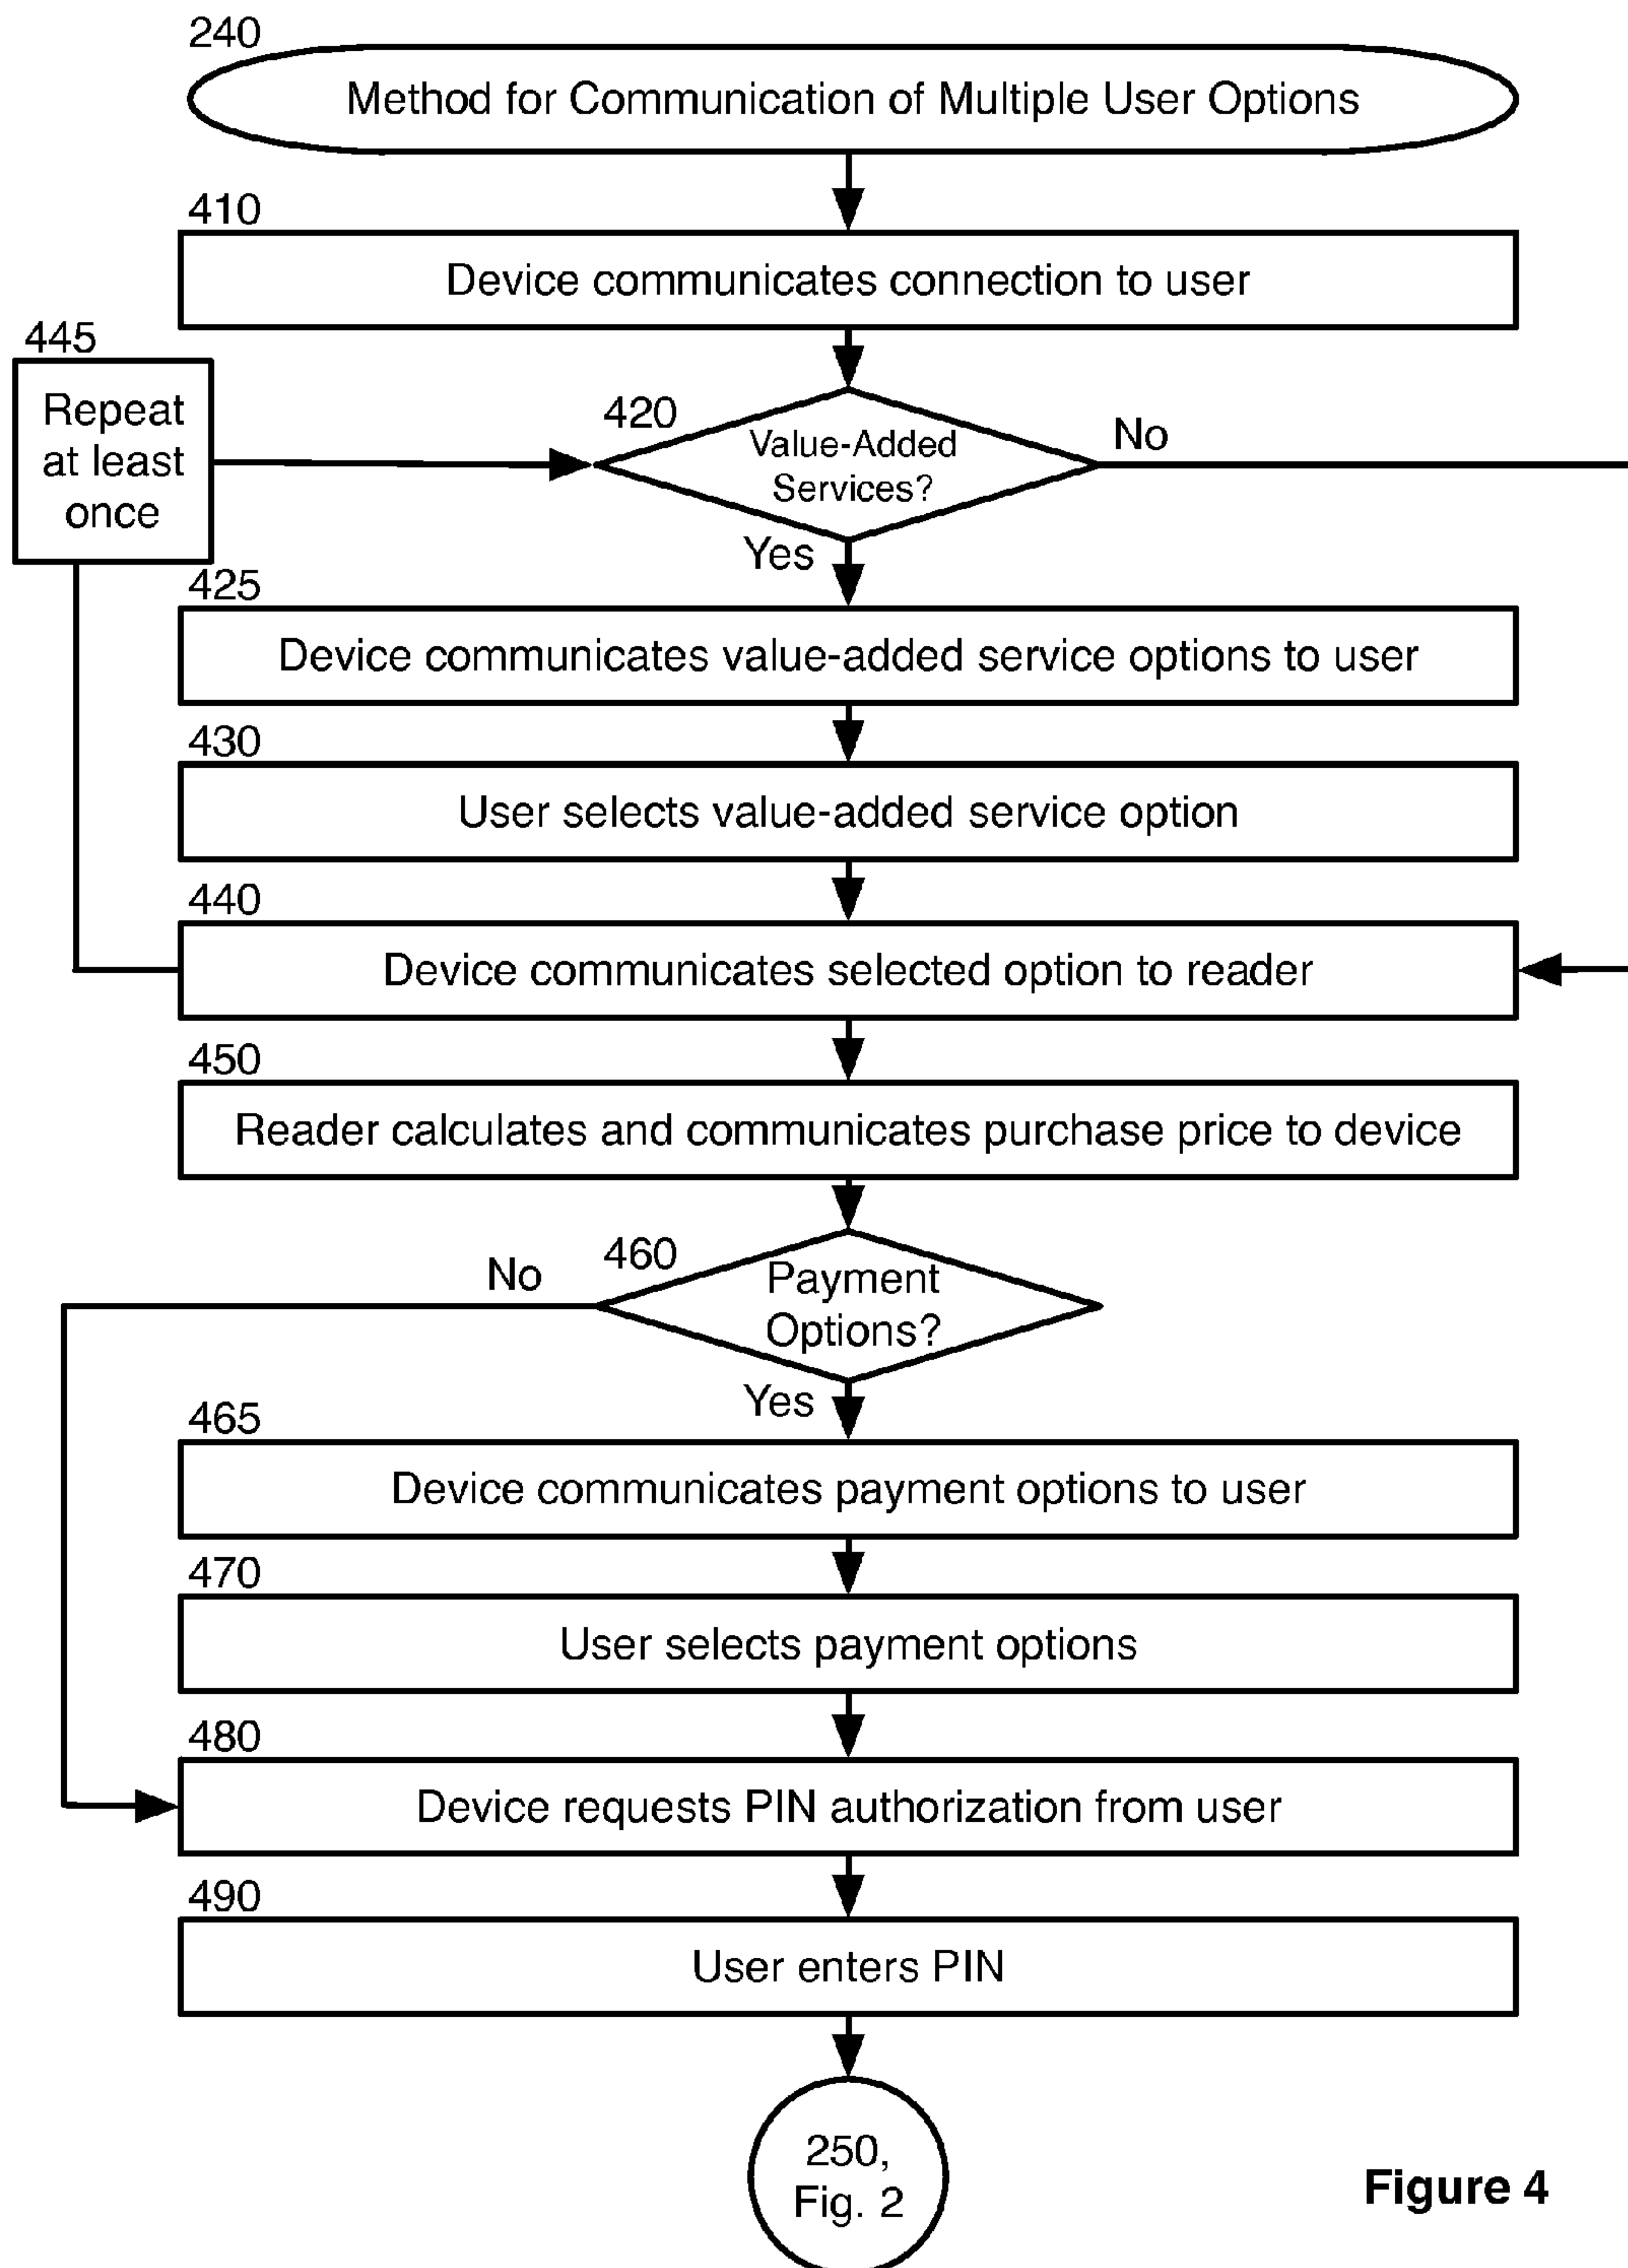 240
Method for Communication of Multiple User Options
410
Device communicates connection to user
445
Repeat
at least
once
420
Value-Added
Services?
No
Yes
425
Device communicates value-added service options to user
430
User selects value-added service option
440
Device communicates selected option to reader
450
Reader calculates and communicates purchase price to device
460
Payment
Options?
No
Yes
465
Device communicates payment options to user
470
User selects payment options
480
Device requests PIN authorization from user
490
User enters PIN
250,
Fig. 2
Figure 4